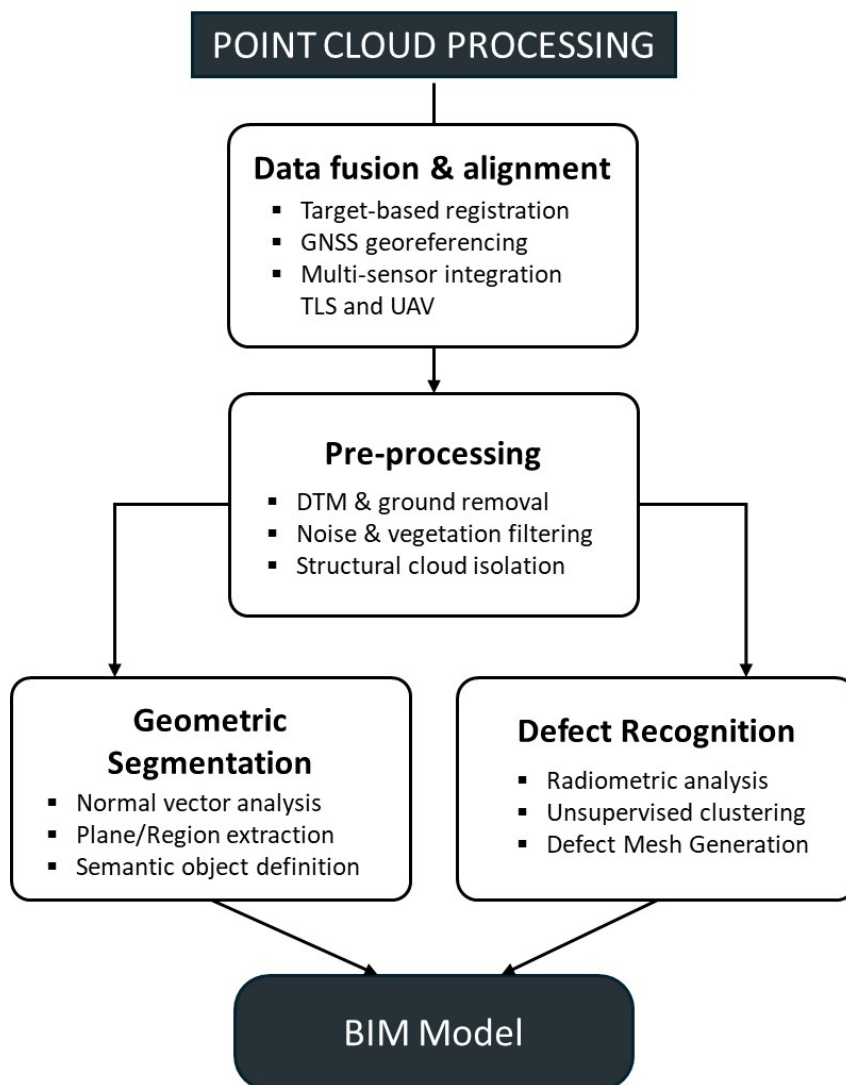 POINT CLOUD PROCESSING
Data fusion & alignment
▪ Target-based registration
▪ GNSS georeferencing
▪ Multi-sensor integration
TLS and UAV
Pre-processing
▪ DTM & ground removal
▪ Noise & vegetation filtering
▪ Structural cloud isolation
Geometric
Segmentation
▪ Normal vector analysis
▪ Plane/Region extraction
▪ Semantic object definition
Defect Recognition
▪ Radiometric analysis
▪ Unsupervised clustering
▪ Defect Mesh Generation
BIM Model